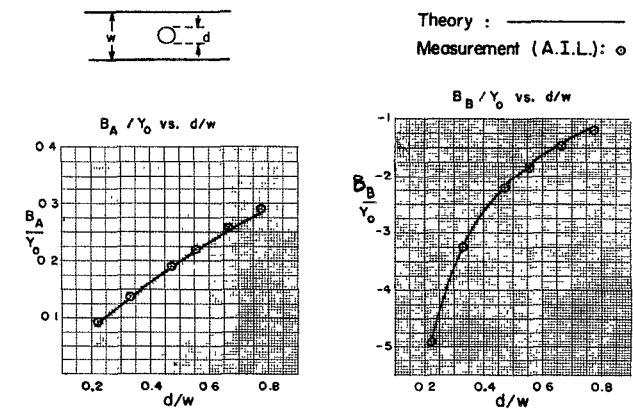 w
d
Theory :
Measurement (A.I.L.): ⊙
B_A / Y_O vs. d/w
B_A
Y_O
0 4
0 3
0 2
0 1
0.2 0.4 0 6 0.8
d/w
B_B / Y_O vs. d/w
B_B
Y_O
-1
-2
-3
-4
-5
0 2 0.4 0 6 0.8
d/w